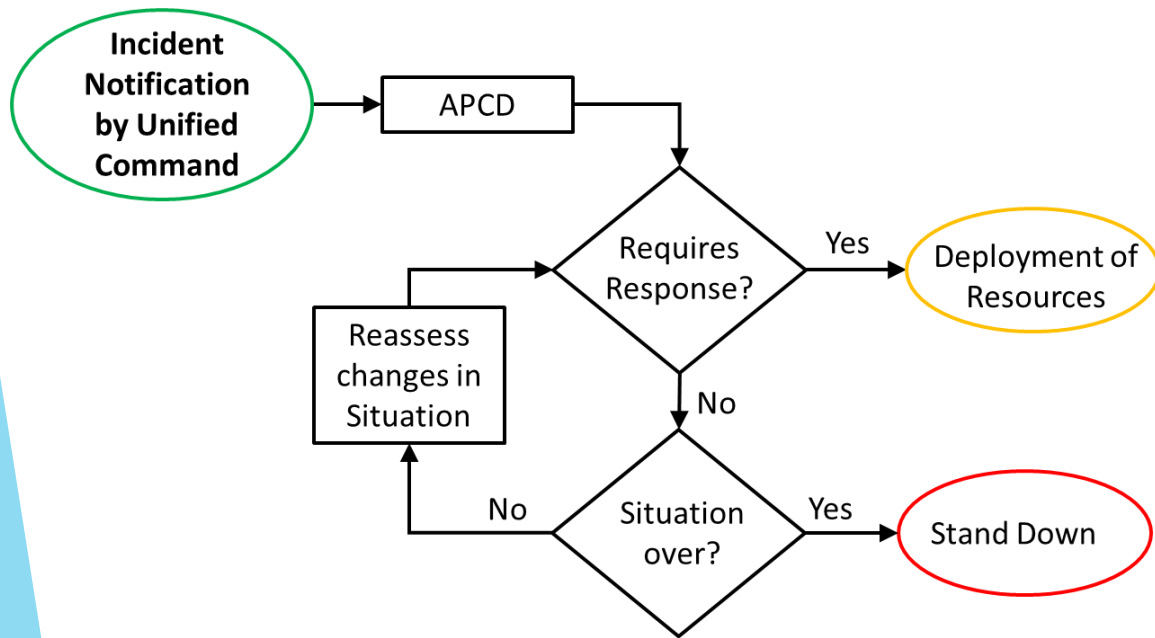 Incident
Notification
by Unified
Command
APCD
Requires
Response?
Yes
Deployment of
Resources
Reassess
changes in
Situation
No
Situation
over?
No
Yes
Stand Down